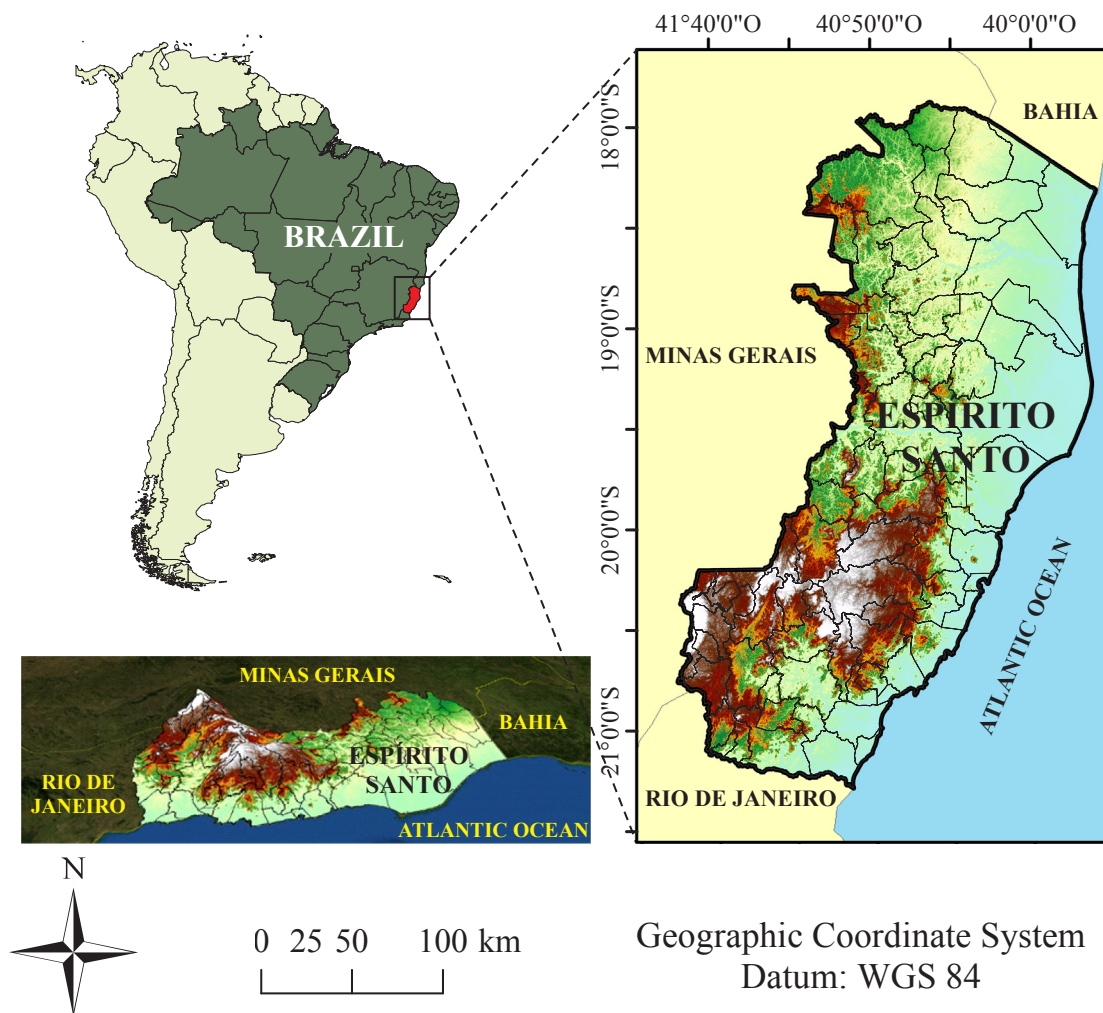 41°40'0"O 40°50'0"O 40°0'0"O
BAHIA
18°0'0"S
BRAZIL
19°0'0"S
MINAS GERAIS
ESPÍRITO
SANTO
20°0'0"S
ATLANTIC OCEAN
21°0'0"S
RIO DE JANEIRO
MINAS GERAIS
BAHIA
ESPÍRITO
SANTO
RIO DE
JANEIRO
ATLANTIC OCEAN
N
0 25 50 100 km
Geographic Coordinate System
Datum: WGS 84